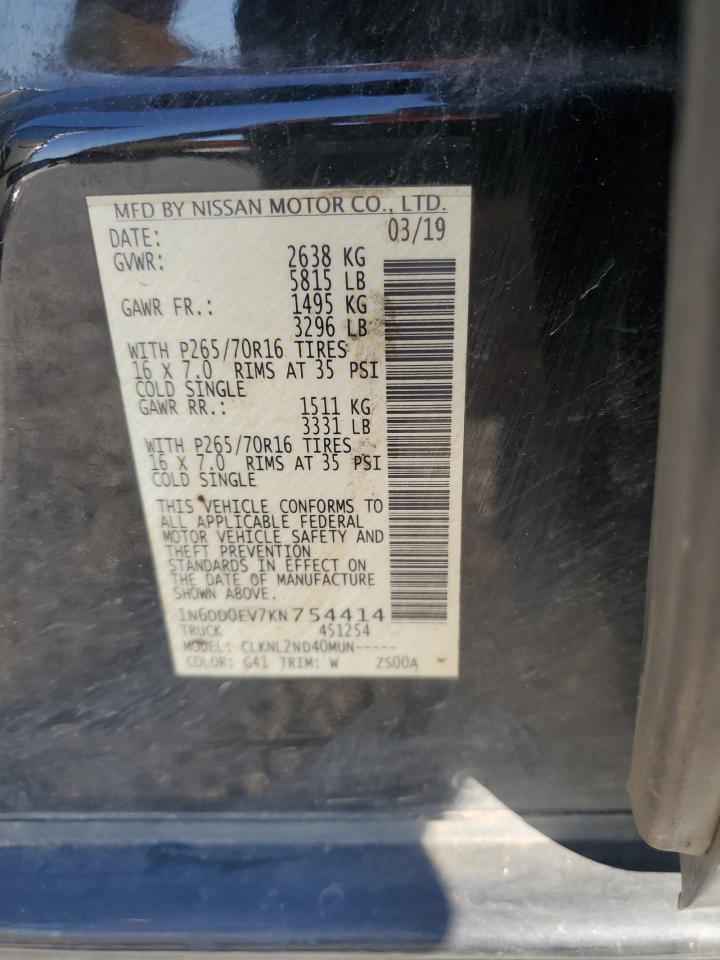 MFD BY NISSAN MOTOR CO., LTD.
DATE: 03/19
GVWR: 2638 KG
5815 LB
GAWR FR.: 1495 KG
3296 LB
WITH P265/70R16 TIRES
16 X 7.0 RIMS AT 35 PSI
COLD SINGLE
GAWR RR.: 1511 KG
3331 LB
WITH P265/70R16 TIRES
16 X 7.0 RIMS AT 35 PSI
COLD SINGLE
THIS VEHICLE CONFORMS TO
ALL APPLICABLE FEDERAL
MOTOR VEHICLE SAFETY AND
THEFT PREVENTION
STANDARDS IN EFFECT ON
THE DATE OF MANUFACTURE
SHOWN ABOVE.
1N6DD0EV7KN754414
TRUCK 451254
MODEL: CLKNL2ND40MUN-----
COLOR: G41 TRIM: W ZS00A